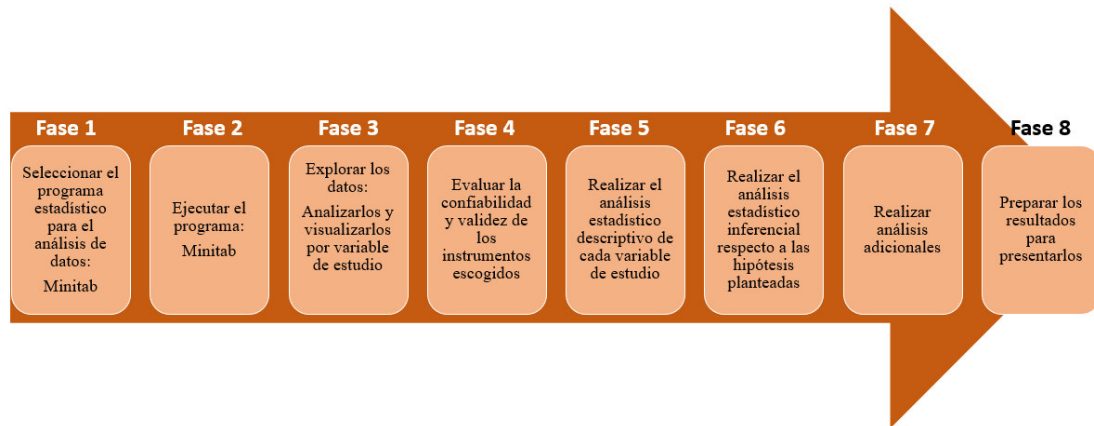 Fase 1
Seleccionar el
programa
estadístico
para el
análisis de
datos:
Minitab
Fase 2
Ejecutar el
programa:
Minitab
Fase 3
Explorar los
datos:
Analizarlos y
visualizarlos
por variable
de estudio
Fase 4
Evaluar la
confiabilidad
y validez de
los
instrumentos
escogidos
Fase 5
Realizar el
análisis
estadístico
descriptivo de
cada variable
de estudio
Fase 6
Realizar el
análisis
estadístico
inferencial
respecto a las
hipótesis
planteadas
Fase 7
Realizar
análisis
adicionales
Fase 8
Preparar los
resultados
para
presentarlos